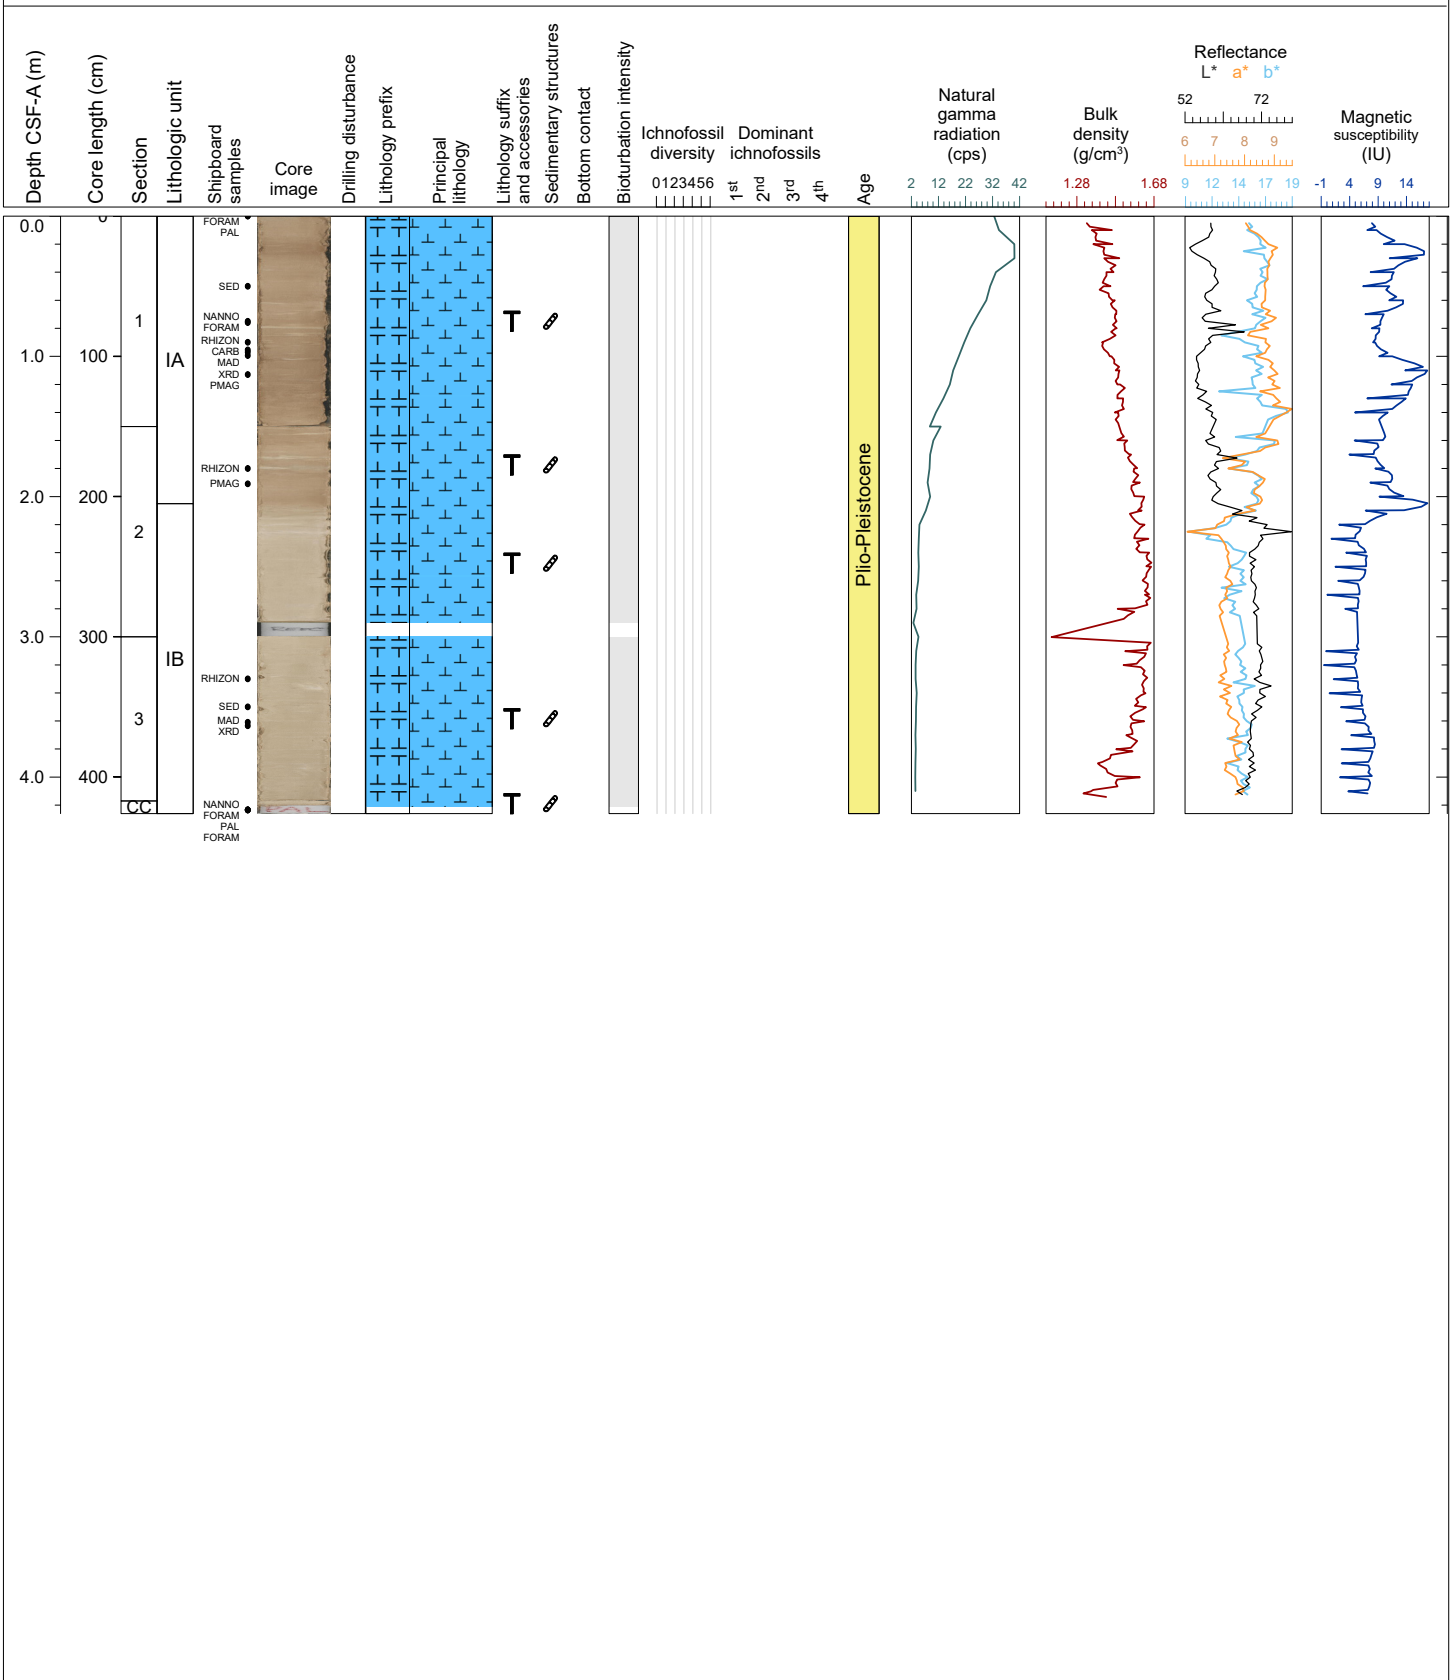 Depth CSF-A (m)
Core length (cm)
Section
Lithologic unit
Shipboard
samples
Core
image
Drilling disturbance
Lithology prefix
Principal
lithology
Lithology suffix
and accessories
Sedimentary structures
Bottom contact
Bioturbation intensity
Ichnofossil
diversity
0123456
Dominant
ichnofossils
1st
2nd
3rd
4th
Age
Natural
gamma
radiation
(cps)
2 12 22 32 42
Bulk
density
(g/cm³)
1.28 1.68
Reflectance
L* a* b*
52 72
6 7 8 9
9 12 14 17 19
Magnetic
susceptibility
(IU)
-1 4 9 14
0.0
1.0
2.0
3.0
4.0
0
100
200
300
400
1
2
3
CC
IA
IB
FORAM
PAL
SED
NANNO
FORAM
RHIZON
CARB
MAD
XRD
PMAG
RHIZON
PMAG
RHIZON
SED
MAD
XRD
NANNO
FORAM
PAL
FORAM
T
T
T
T
T
Plio-Pleistocene